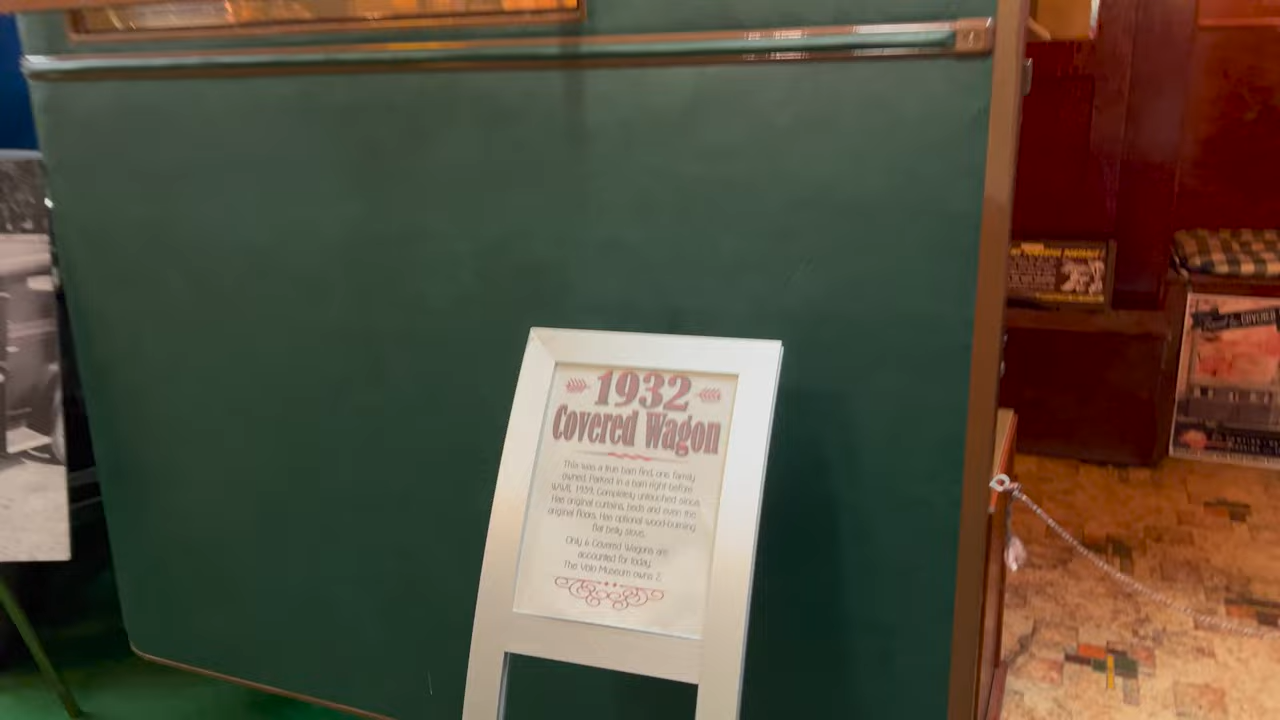 1932
Covered Wagon
This was a true barn find, one family
owned. Parked in a barn right before
WWII, 1939. Completely untouched since.
Has original curtains, beds and even the
original floors. Has optional wood-burning
flat belly stove.
Only 6 Covered Wagons are
accounted for today.
The Volo Museum owns 2.
COVERED